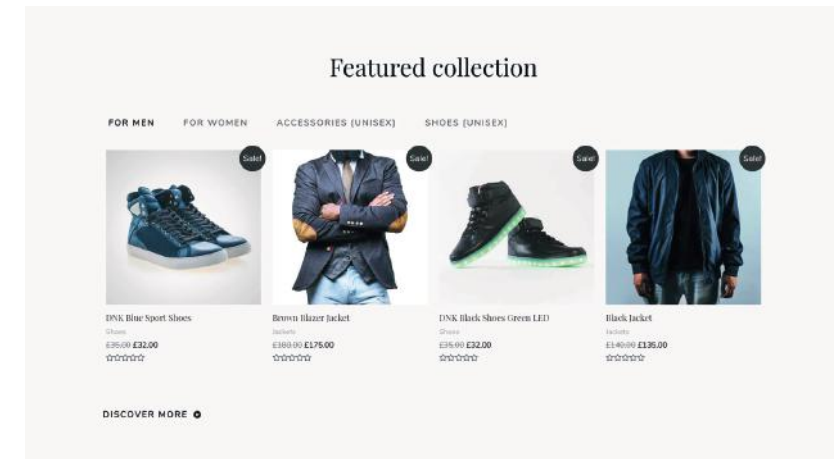 Featured collection
FOR MEN FOR WOMEN ACCESSORIES (UNISEX) SHOES (UNISEX)
Sale! Sale! Sale! Sale!
DNK Blue Sport Shoes Brown Blazer Jacket DNK Black Shoes Green LED Black Jacket
Shoes Jackets Shoes Jackets
£35.00 £32.00 £180.00 £175.00 £35.00 £32.00 £140.00 £135.00
DISCOVER MORE